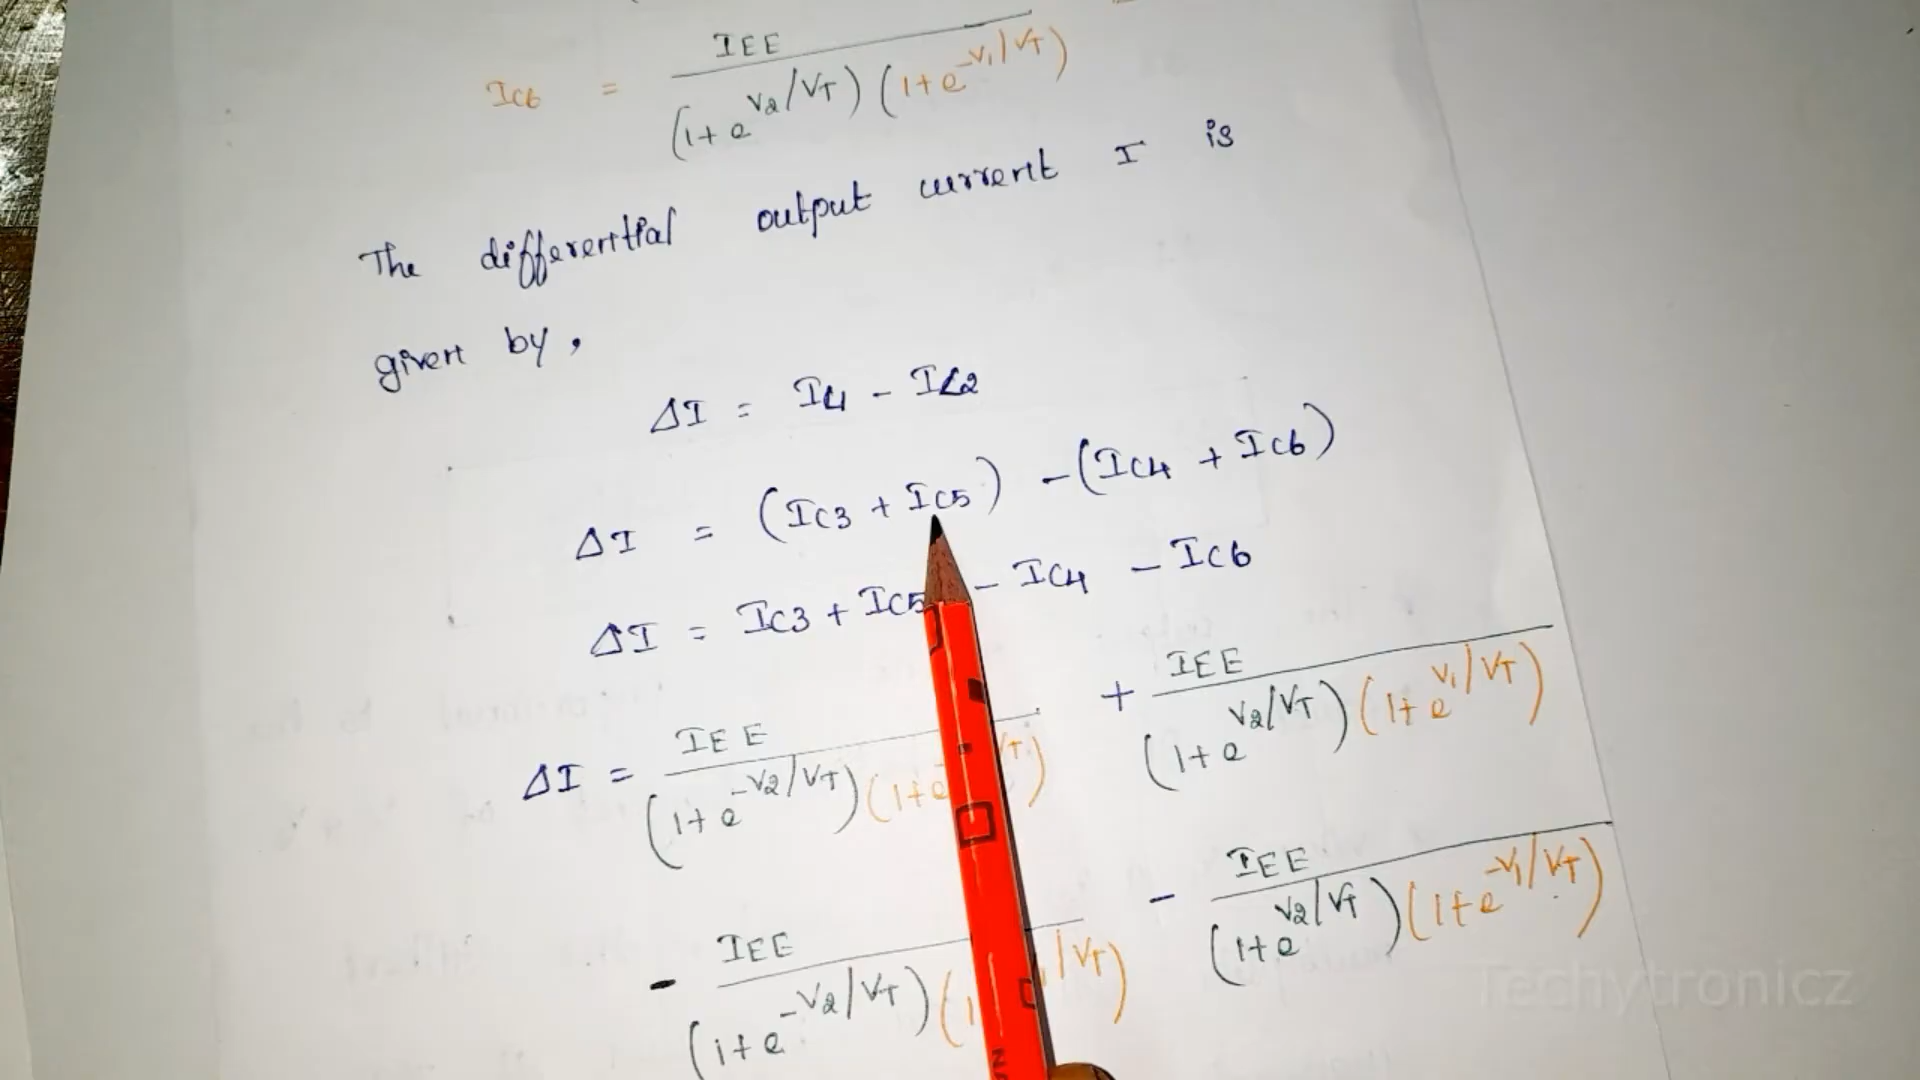 IC6 = IEE / (1+e^V2/VT) (1+e^-V1/VT)
The differential output current I is
given by,
ΔI = IL1 - IL2
ΔI = (IC3 + IC5) - (IC4 + IC6)
ΔI = IC3 + IC5 - IC4 - IC6
ΔI = IEE / (1+e^-V2/VT) (1+e + IEE / (1+e^V2/VT) (1+e^V1/VT)
- IEE / (1+e^-V2/VT) (1 /VT) - IEE / (1+e^V2/VT) (1+e^-V1/VT)
Techytronicz